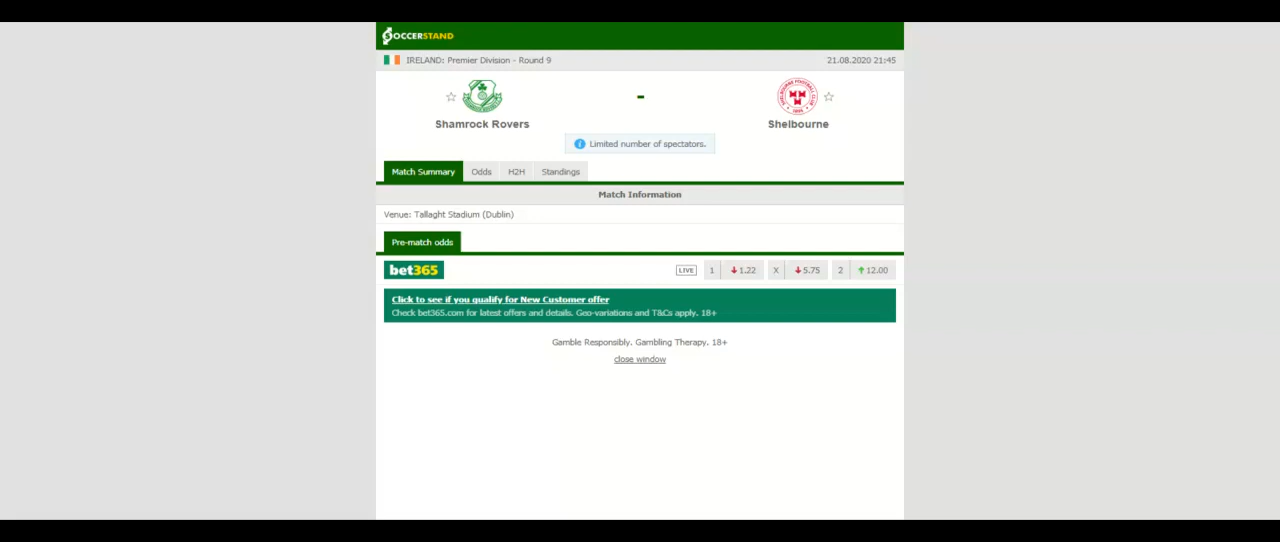 SOCCERSTAND
IRELAND: Premier Division - Round 9 21.08.2020 21:45
-
Shamrock Rovers Shelbourne
Limited number of spectators.
Match Summary Odds H2H Standings
Match Information
Venue: Tallaght Stadium (Dublin)
Pre-match odds
bet365 LIVE 1 1.22 X 5.75 2 12.00
Click to see if you qualify for New Customer offer
Check bet365.com for latest offers and details. Geo-variations and T&Cs apply. 18+
Gamble Responsibly. Gambling Therapy. 18+
close window